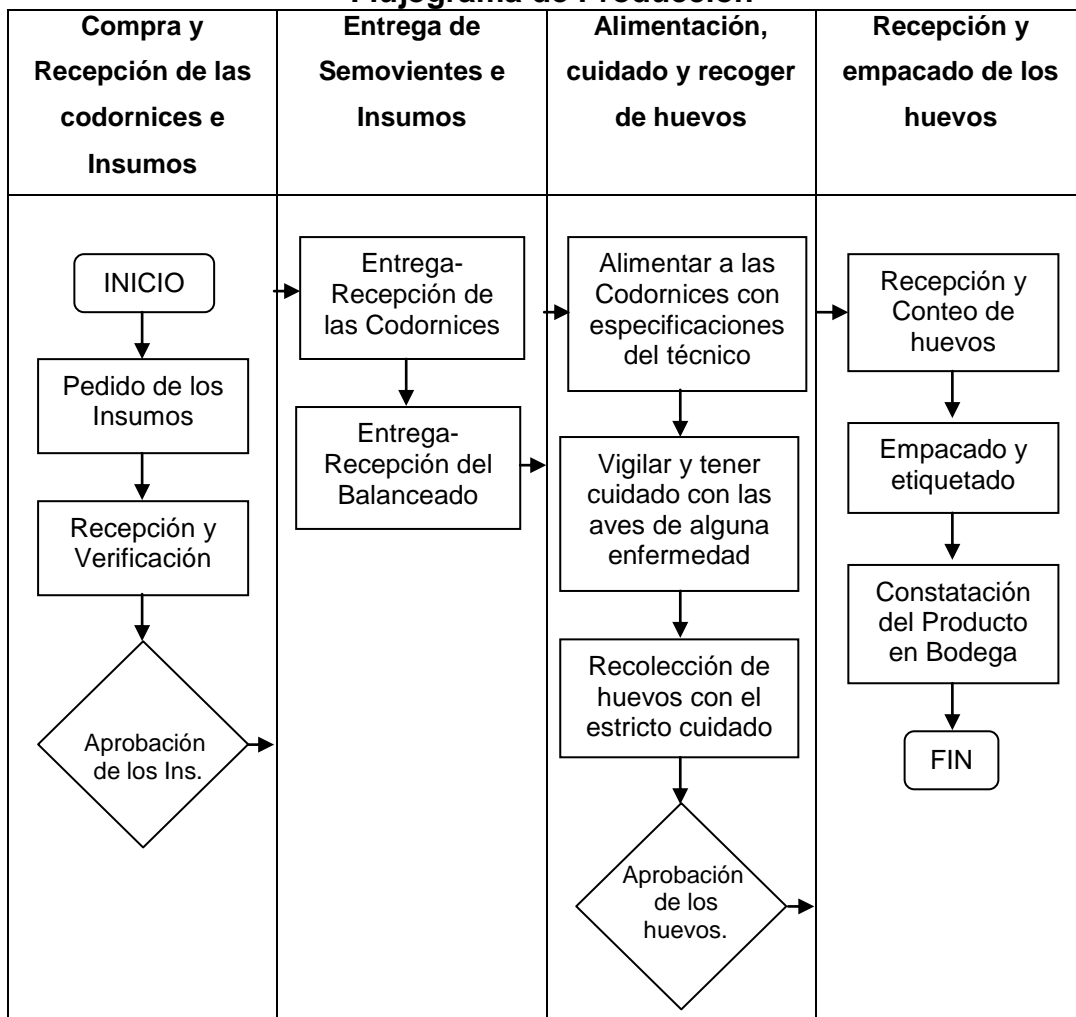 Flujograma de Producción
Compra y
Recepción de las
codornices e
Insumos
Entrega de
Semovientes e
Insumos
Alimentación,
cuidado y recoger
de huevos
Recepción y
empacado de los
huevos
INICIO
Pedido de los
Insumos
Recepción y
Verificación
Aprobación
de los Ins.
Entrega-
Recepción de
las Codornices
Entrega-
Recepción del
Balanceado
Alimentar a las
Codornices con
especificaciones
del técnico
Vigilar y tener
cuidado con las
aves de alguna
enfermedad
Recolección de
huevos con el
estricto cuidado
Aprobación
de los
huevos.
Recepción y
Conteo de
huevos
Empacado y
etiquetado
Constatación
del Producto
en Bodega
FIN